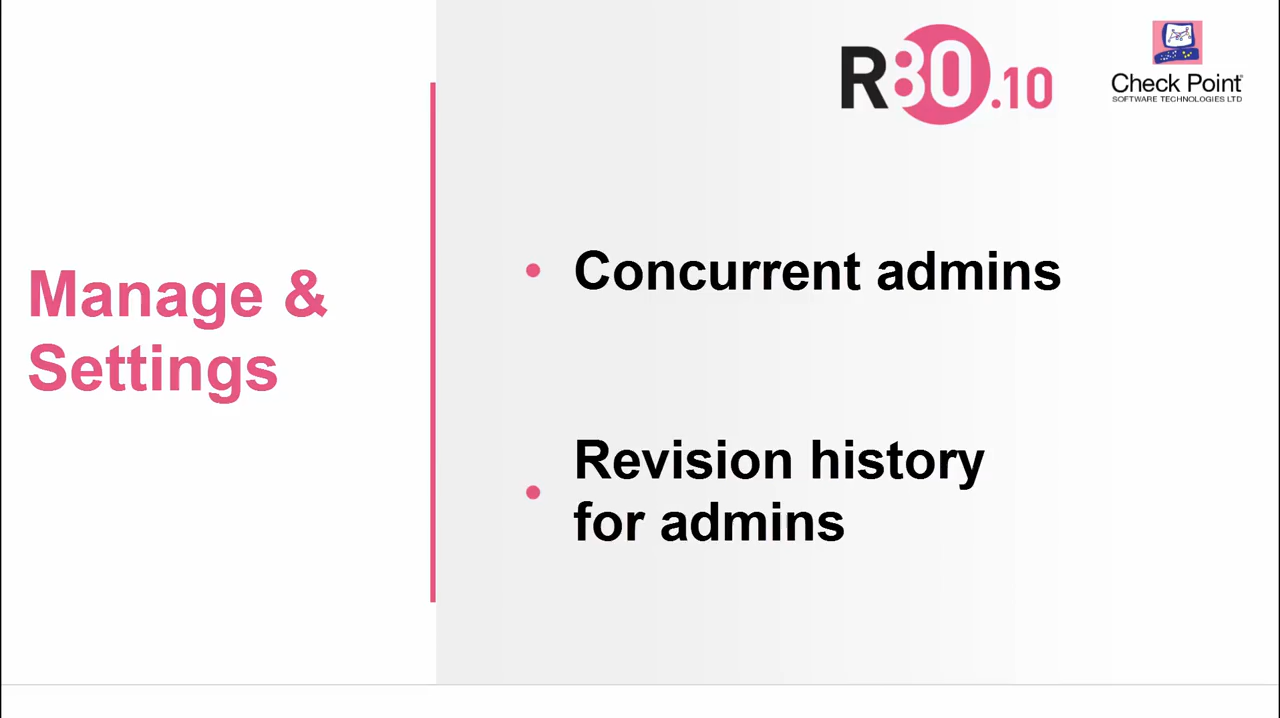 R80.10
Check Point
SOFTWARE TECHNOLOGIES LTD
Manage &
Settings
• Concurrent admins
• Revision history
for admins